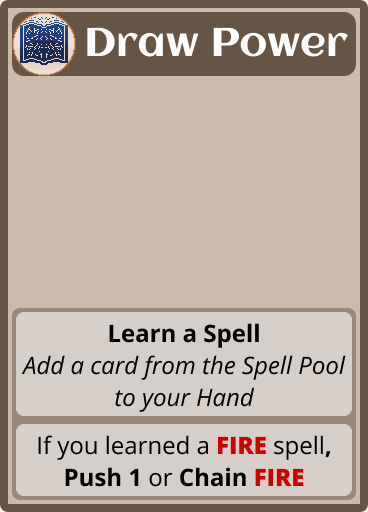 Draw Power
Learn a Spell
Add a card from the Spell Pool
to your Hand
If you learned a FIRE spell,
Push 1 or Chain FIRE